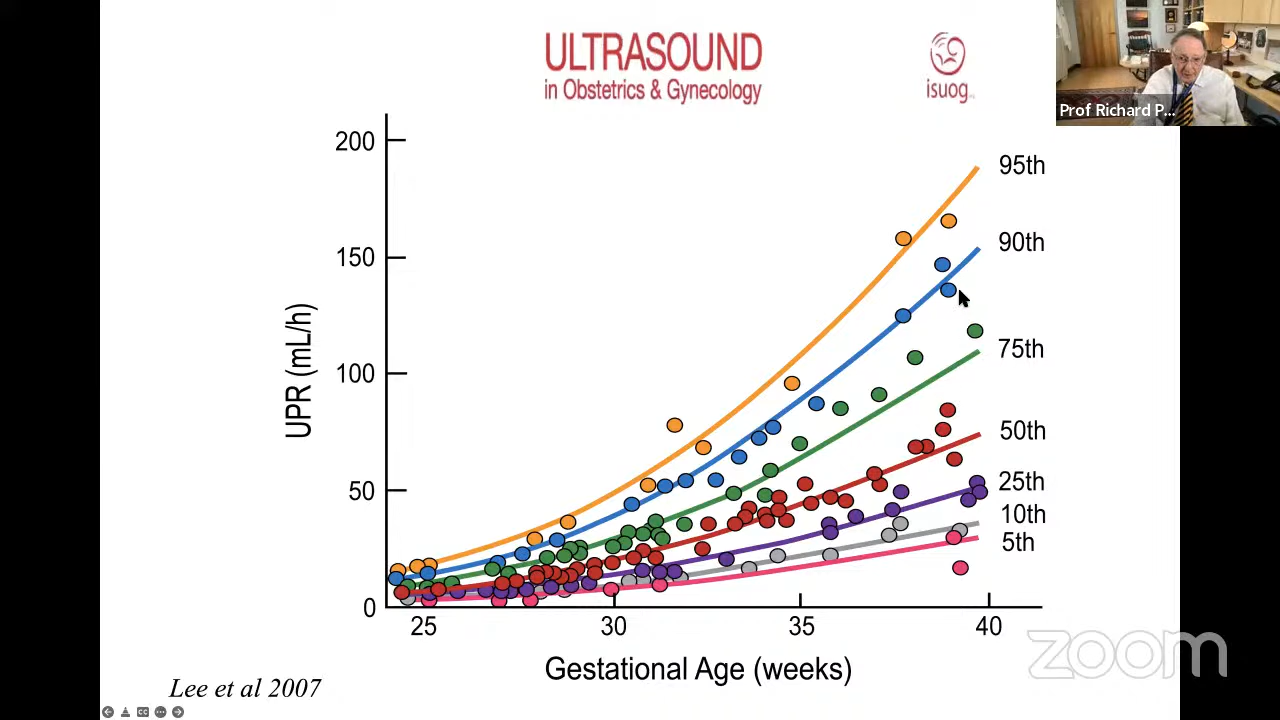 ULTRASOUND
in Obstetrics & Gynecology
isuog
Prof Richard P...
200
150
100
50
0
UPR (mL/h)
95th
90th
75th
50th
25th
10th
5th
25
30
35
40
Gestational Age (weeks)
Lee et al 2007
CC
zoom